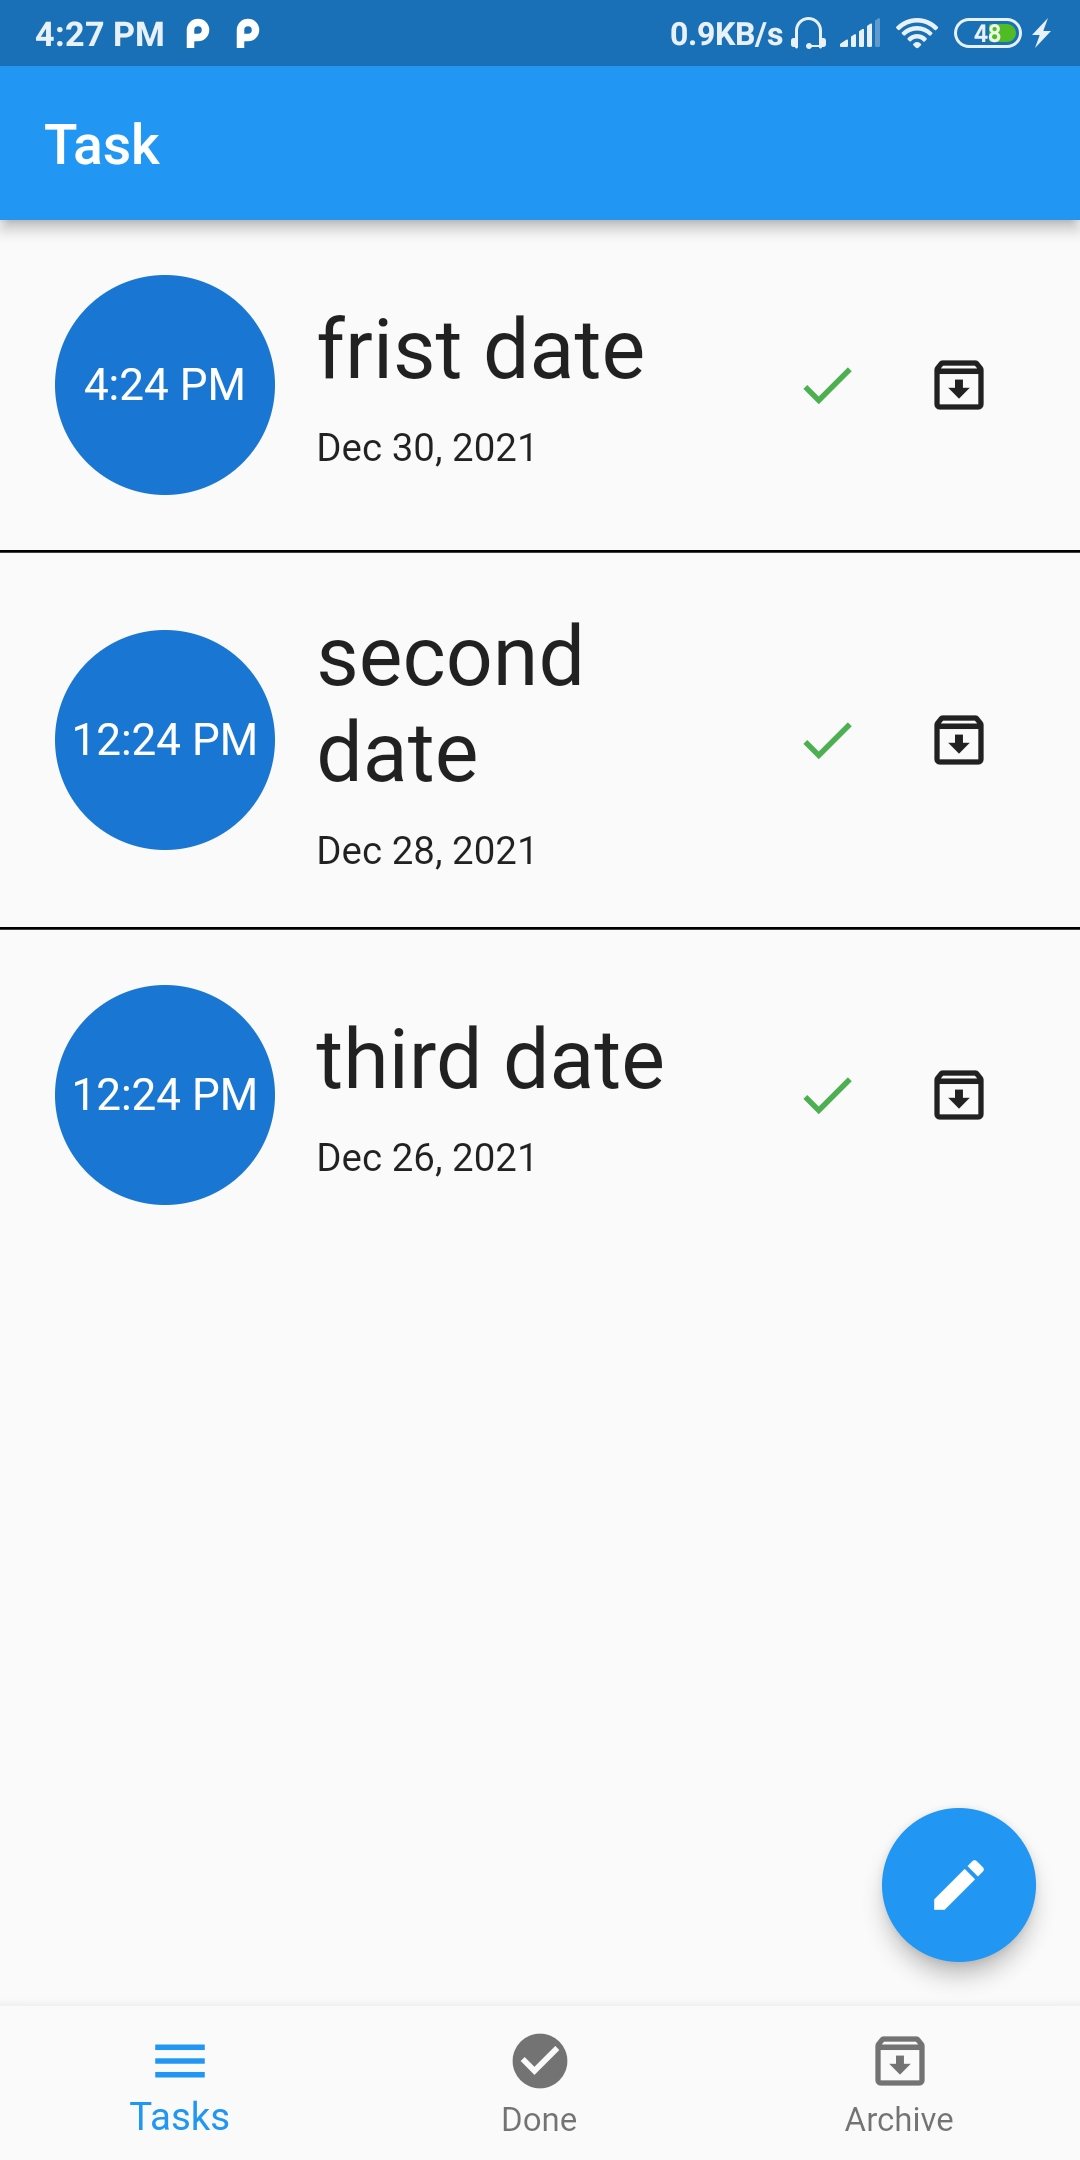 4:27 PM 0.9KB/s 48
Task
4:24 PM
frist date
Dec 30, 2021
12:24 PM
second
date
Dec 28, 2021
12:24 PM
third date
Dec 26, 2021
Tasks
Done
Archive